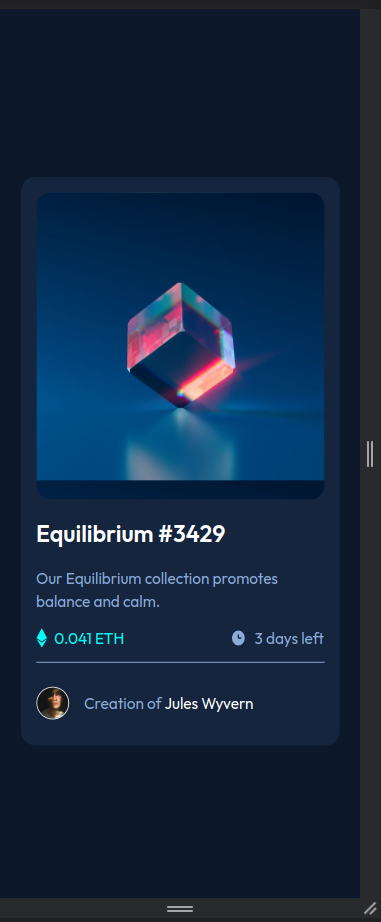 Equilibrium #3429
Our Equilibrium collection promotes
balance and calm.
0.041 ETH
3 days left
Creation of Jules Wyvern